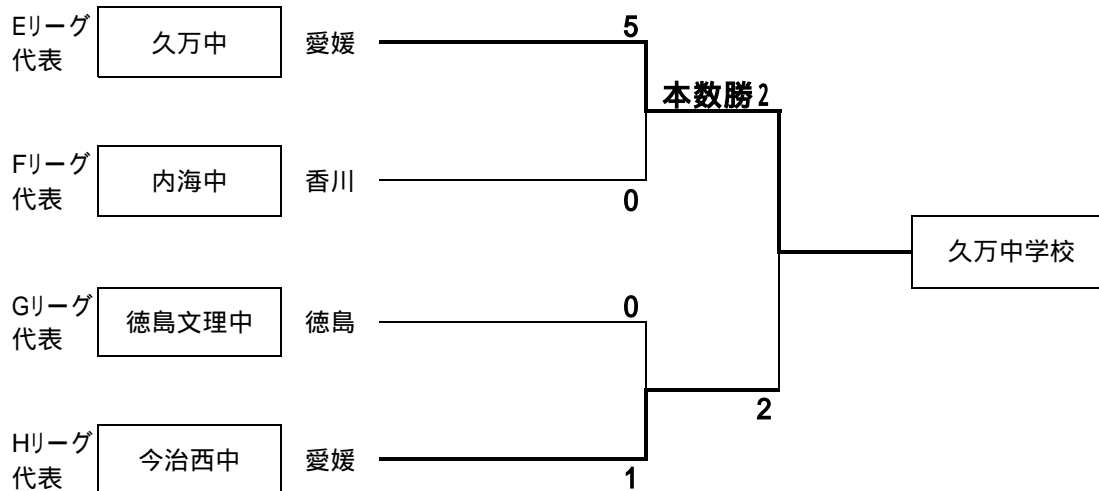 Eリーグ
代表
久万中
愛媛
5
本数勝2
Fリーグ
代表
内海中
香川
0
久万中学校
Gリーグ
代表
徳島文理中
徳島
0
2
Hリーグ
代表
今治西中
愛媛
1